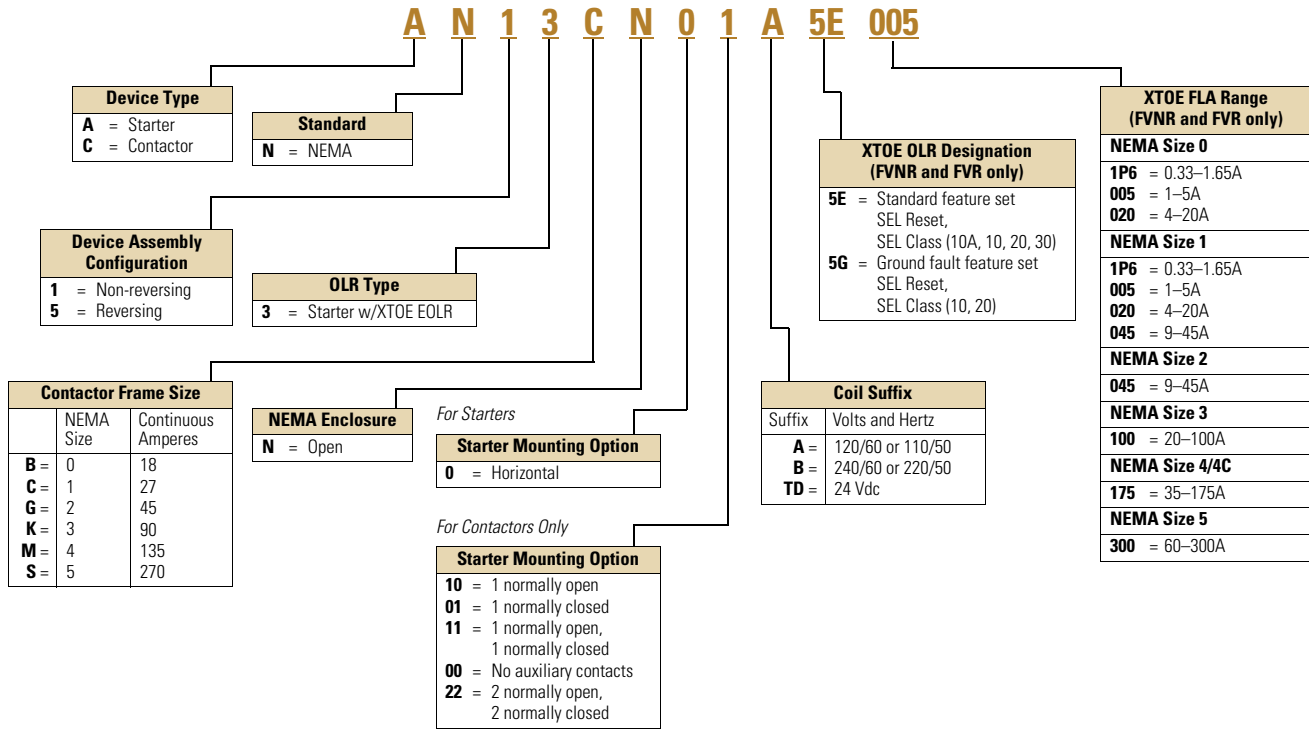 A N 1 3 C N 0 1 A 5E 005
Device Type
A = Starter
C = Contactor
Standard
N = NEMA
Device Assembly
Configuration
1 = Non-reversing
5 = Reversing
OLR Type
3 = Starter w/XTOE EOLR
Contactor Frame Size
NEMA Size Continuous Amperes
B = 0 18
C = 1 27
G = 2 45
K = 3 90
M = 4 135
S = 5 270
NEMA Enclosure
N = Open
For Starters
Starter Mounting Option
0 = Horizontal
For Contactors Only
Starter Mounting Option
10 = 1 normally open
01 = 1 normally closed
11 = 1 normally open,
1 normally closed
00 = No auxiliary contacts
22 = 2 normally open,
2 normally closed
Coil Suffix
Suffix Volts and Hertz
A = 120/60 or 110/50
B = 240/60 or 220/50
TD = 24 Vdc
XTOE OLR Designation
(FVNR and FVR only)
5E = Standard feature set
SEL Reset,
SEL Class (10A, 10, 20, 30)
5G = Ground fault feature set
SEL Reset,
SEL Class (10, 20)
XTOE FLA Range
(FVNR and FVR only)
NEMA Size 0
1P6 = 0.33–1.65A
005 = 1–5A
020 = 4–20A
NEMA Size 1
1P6 = 0.33–1.65A
005 = 1–5A
020 = 4–20A
045 = 9–45A
NEMA Size 2
045 = 9–45A
NEMA Size 3
100 = 20–100A
NEMA Size 4/4C
175 = 35–175A
NEMA Size 5
300 = 60–300A